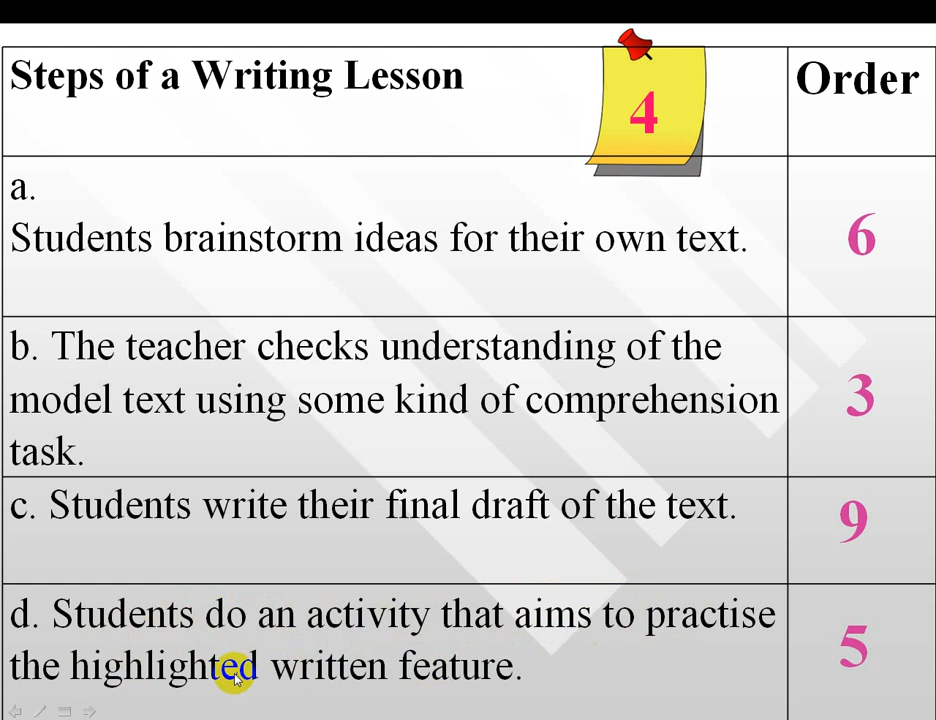 Steps of a Writing Lesson
4
Order
a.
Students brainstorm ideas for their own text.
6
b. The teacher checks understanding of the
model text using some kind of comprehension
task.
3
c. Students write their final draft of the text.
9
d. Students do an activity that aims to practise
the highlighted written feature.
5